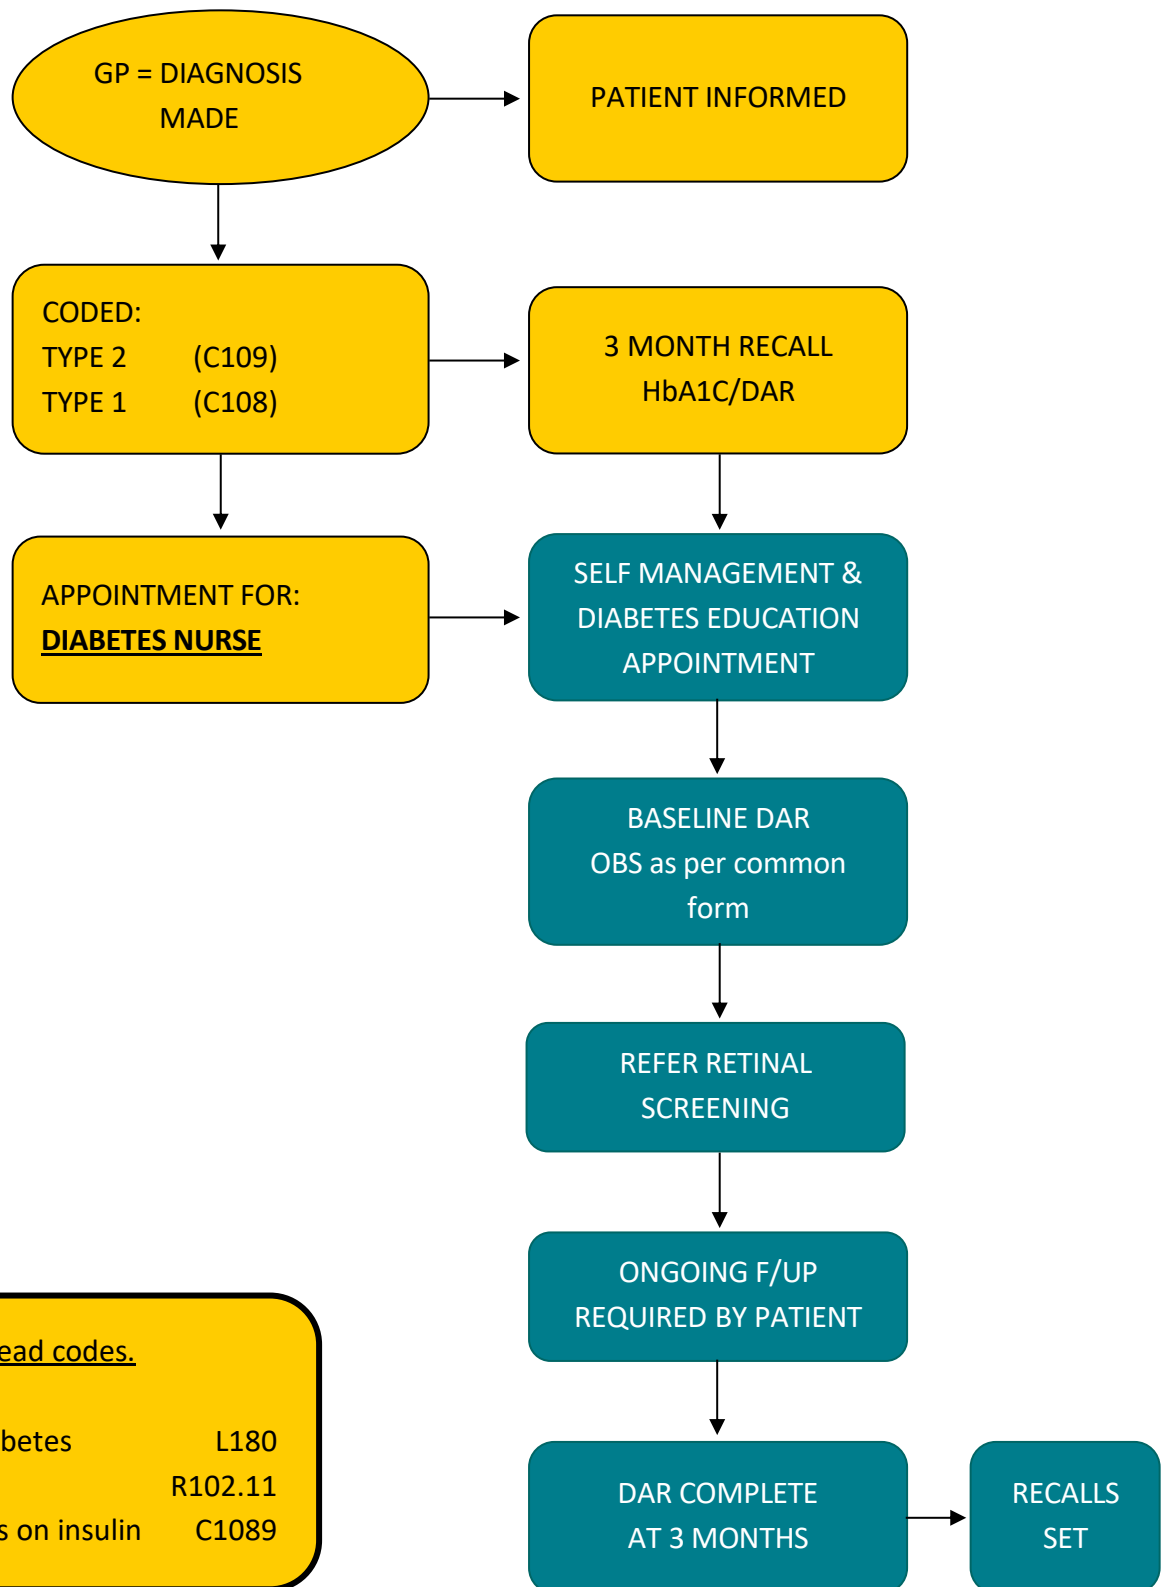 GP = DIAGNOSIS
MADE
PATIENT INFORMED
CODED:
TYPE 2 (C109)
TYPE 1 (C108)
3 MONTH RECALL
HbA1C/DAR
APPOINTMENT FOR:
DIABETES NURSE
SELF MANAGEMENT &
DIABETES EDUCATION
APPOINTMENT
BASELINE DAR
OBS as per common
form
REFER RETINAL
SCREENING
ONGOING F/UP
REQUIRED BY PATIENT
DAR COMPLETE
AT 3 MONTHS
RECALLS
SET
codes.
L180
R102.11
on insulin C1089